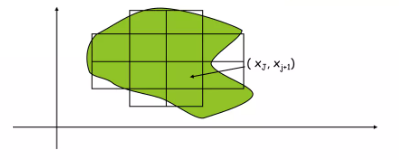 ( x_J, x_{j+1})